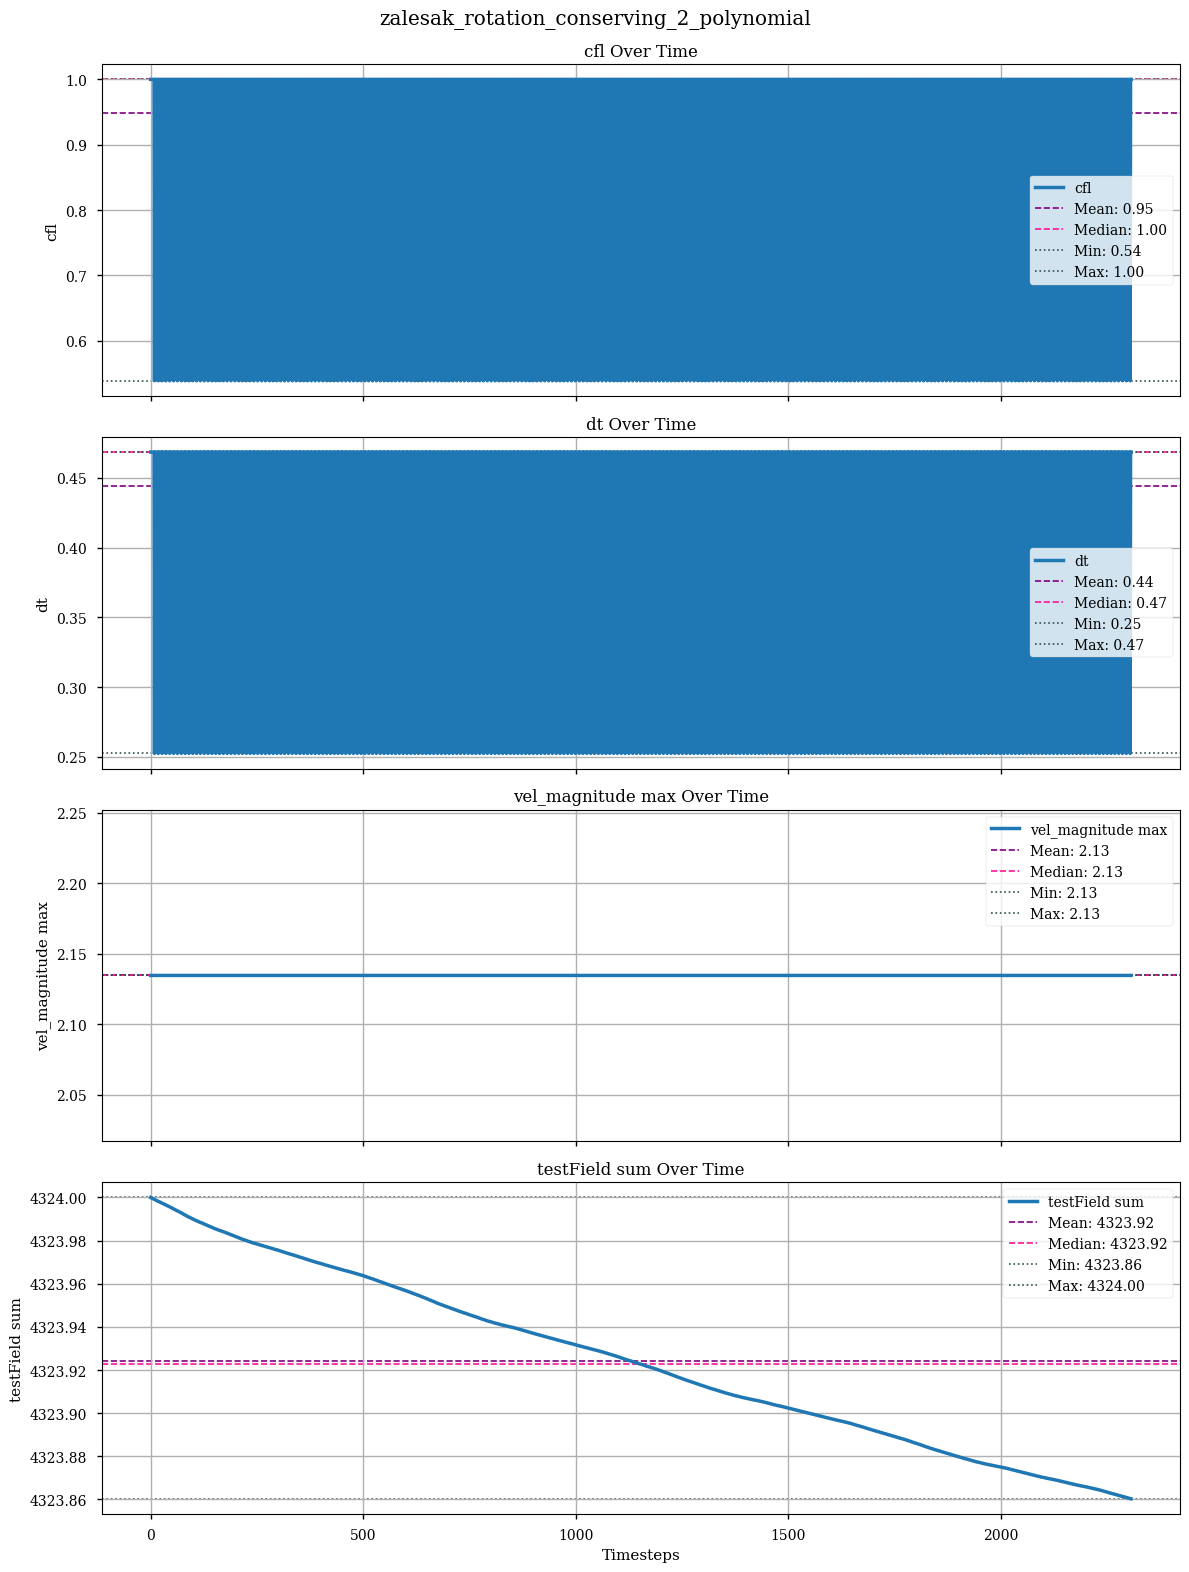 zalesak_rotation_conserving_2_polynomial
cfl Over Time
1.0
0.9
0.8
0.7
0.6
cfl
cfl
Mean: 0.95
Median: 1.00
Min: 0.54
Max: 1.00
dt Over Time
0.45
0.40
0.35
0.30
0.25
dt
dt
Mean: 0.44
Median: 0.47
Min: 0.25
Max: 0.47
vel_magnitude max Over Time
2.25
2.20
2.15
2.10
2.05
vel_magnitude max
vel_magnitude max
Mean: 2.13
Median: 2.13
Min: 2.13
Max: 2.13
testField sum Over Time
4324.00
4323.98
4323.96
4323.94
4323.92
4323.90
4323.88
4323.86
testField sum
testField sum
Mean: 4323.92
Median: 4323.92
Min: 4323.86
Max: 4324.00
0 500 1000 1500 2000
Timesteps